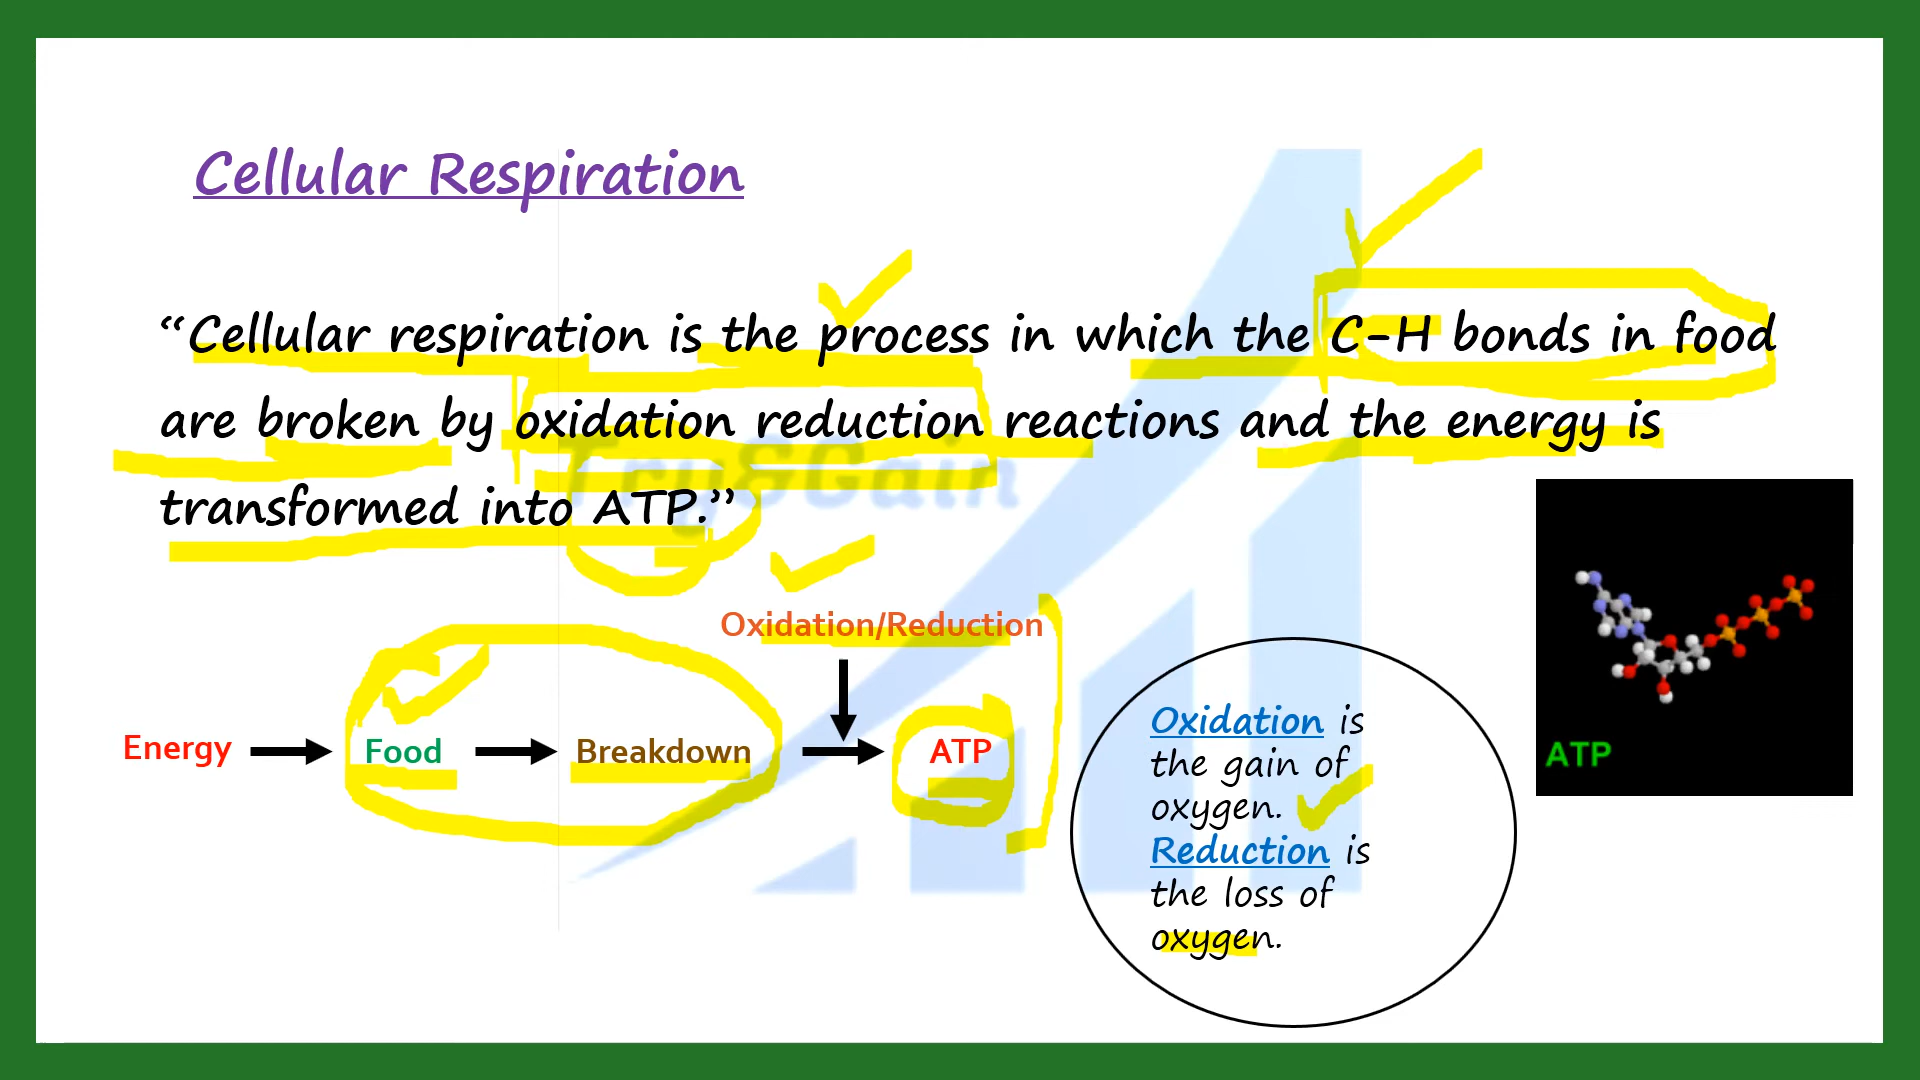 Cellular Respiration
“Cellular respiration is the process in which the C-H bonds in food
are broken by oxidation reduction reactions and the energy is
transformed into ATP.”
Try&Gain
Oxidation/Reduction
Energy Food Breakdown ATP
Oxidation is
the gain of
oxygen.
Reduction is
the loss of
oxygen.
ATP